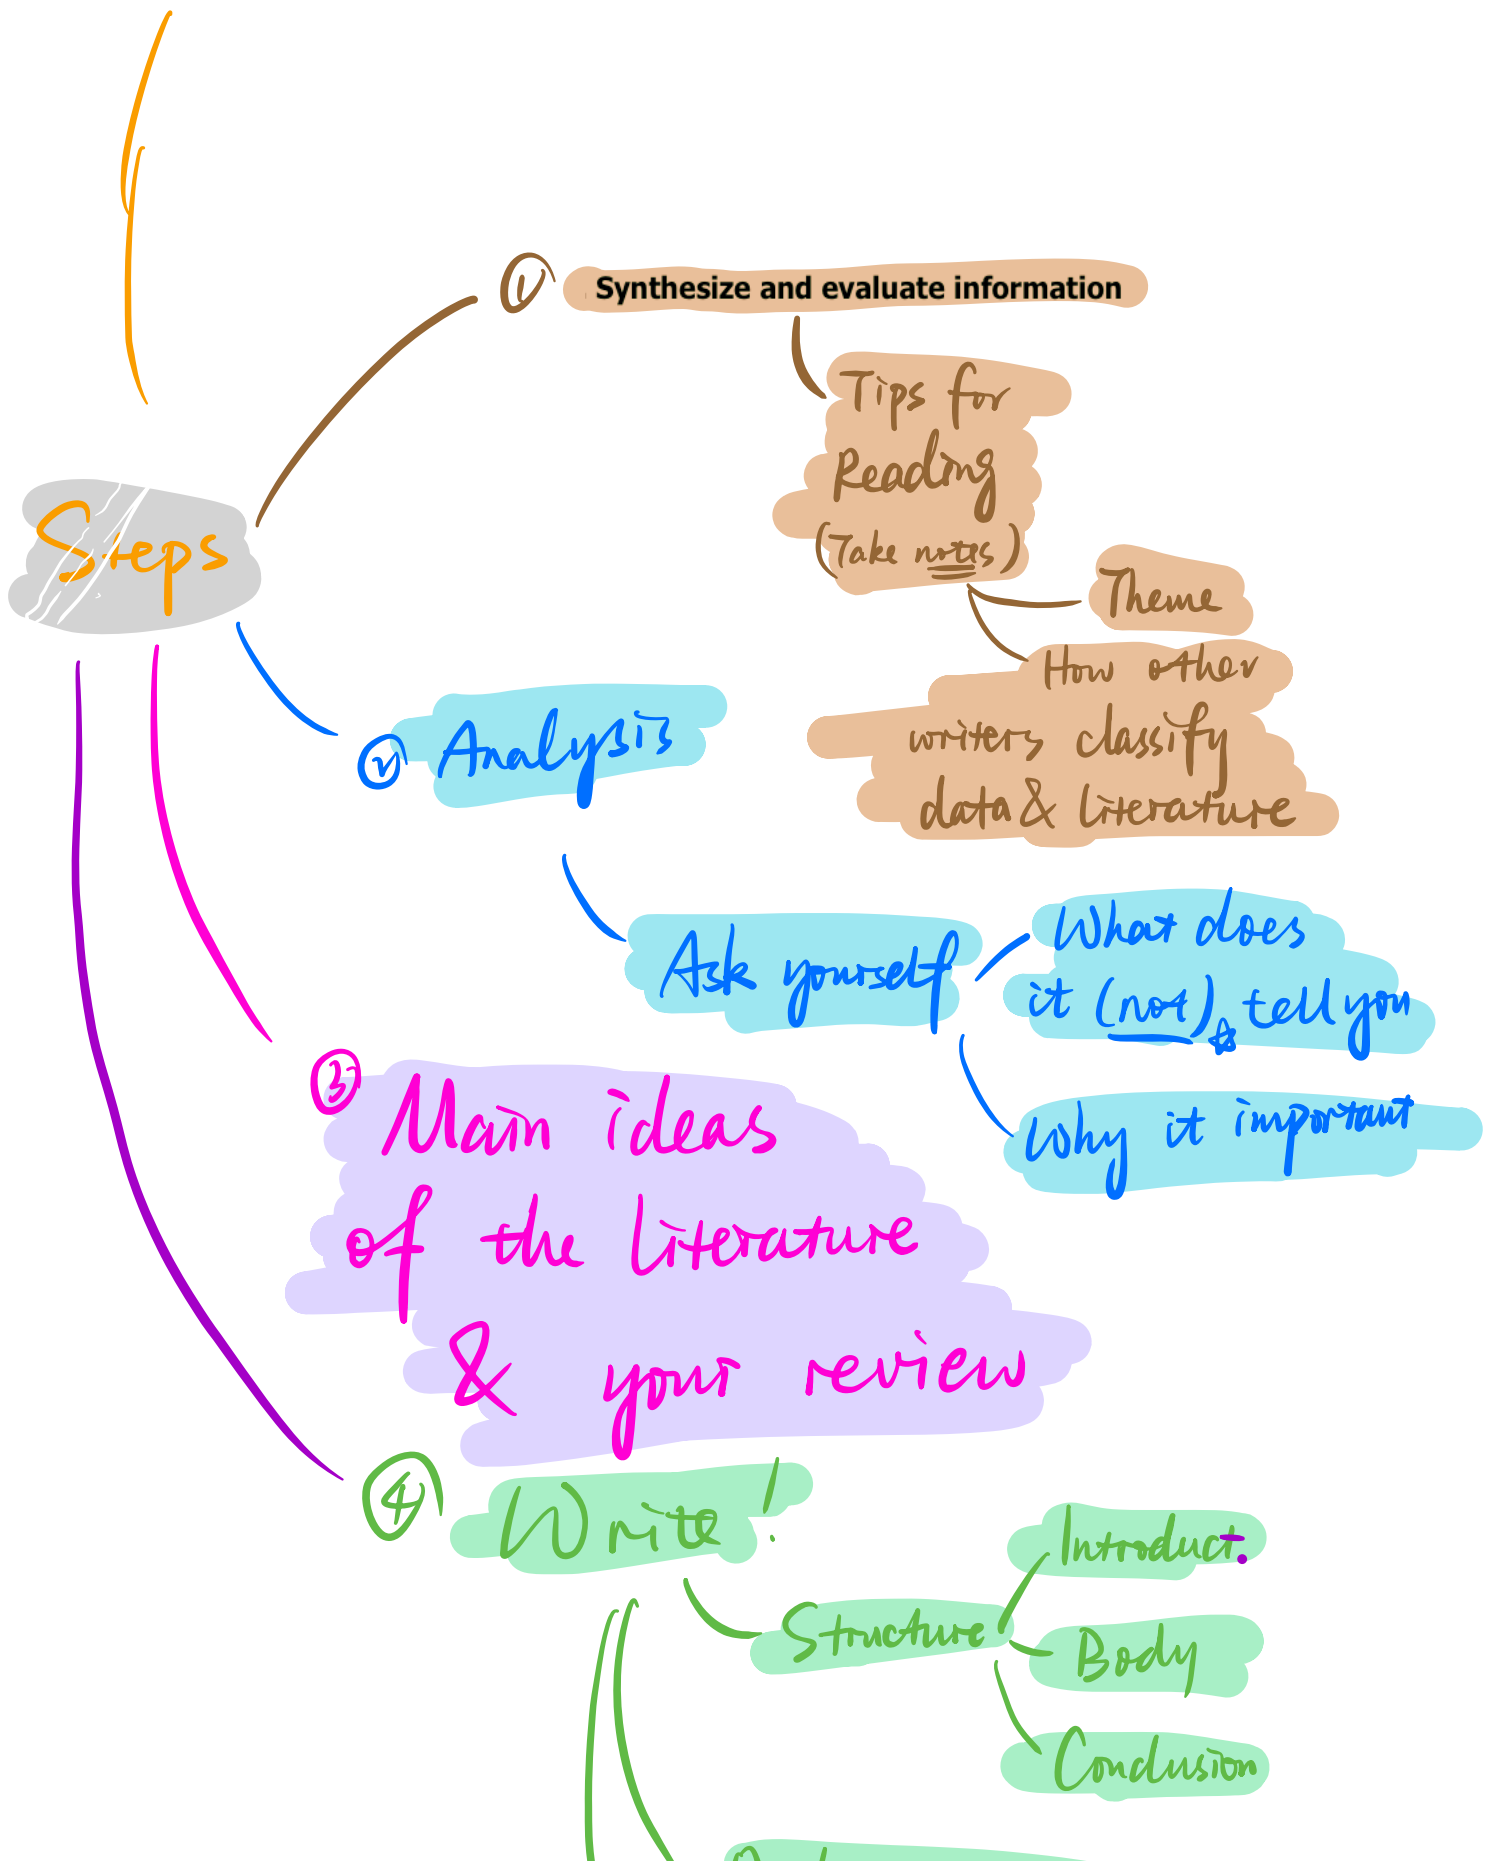 Steps
① Synthesize and evaluate information
Tips for
Reading
(Take notes)
Theme
How other
writers classify
data & literature
② Analysis
Ask yourself
What does
it (not) tell you
Why it important
③ Main ideas
of the literature
& your review
④ Write!
Structure
Introduct.
Body
Conclusion